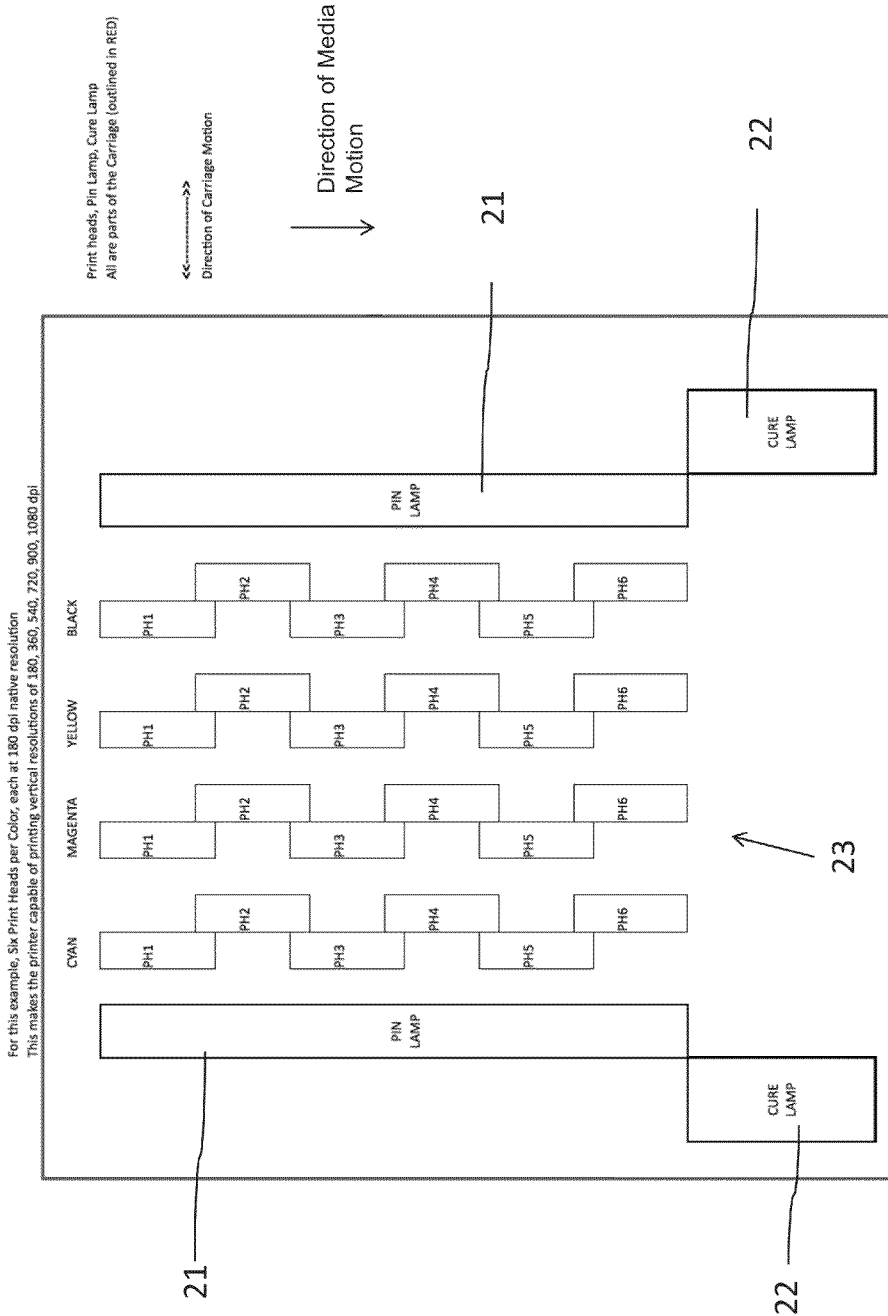 For this example, Six Print Heads per Color, each at 180 dpi native resolution
This makes the printer capable of printing vertical resolutions of 180, 360, 540, 720, 900, 1080 dpi
CYAN
MAGENTA
YELLOW
BLACK
PH1
PH2
PH3
PH4
PH5
PH6
PH1
PH2
PH3
PH4
PH5
PH6
PH1
PH2
PH3
PH4
PH5
PH6
PH1
PH2
PH3
PH4
PH5
PH6
PIN
LAMP
PIN
LAMP
CURE
LAMP
CURE
LAMP
21
22
23
21
22
Print heads, Pin Lamp, Cure Lamp
All are parts of the Carriage (outlined in RED)
<<------------->>
Direction of Carriage Motion
Direction of Media
Motion